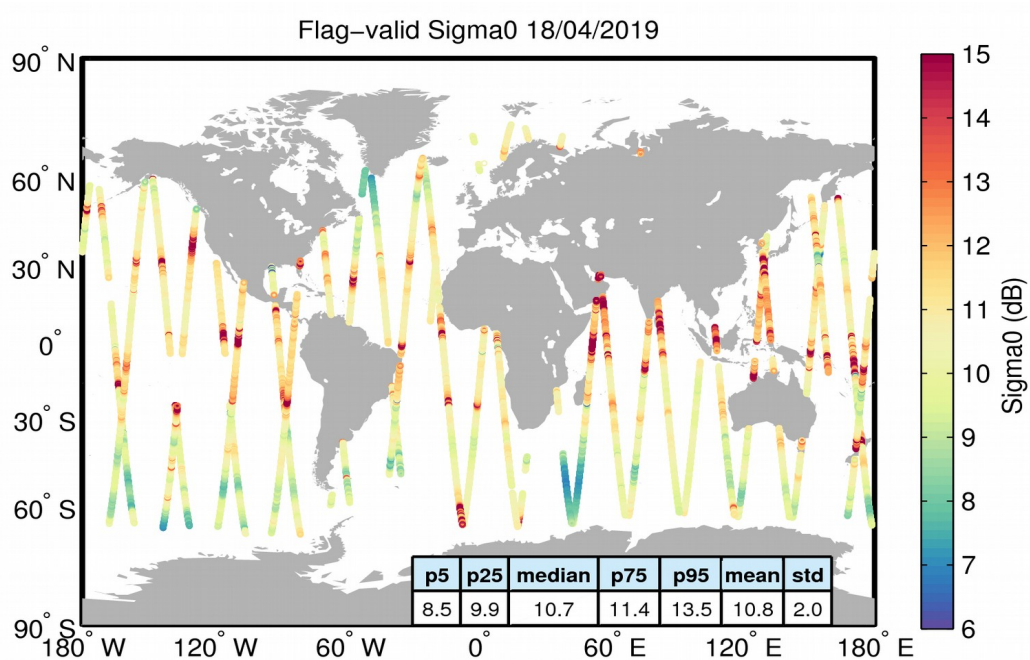 Flag−valid Sigma0 18/04/2019
90° N
60° N
30° N
0°
30° S
60° S
90° S
180° W
120° W
60° W
0°
60° E
120° E
180° E
15
14
13
12
11
10
9
8
7
6
Sigma0 (dB)
p5 p25 median p75 p95 mean std
8.5 9.9 10.7 11.4 13.5 10.8 2.0